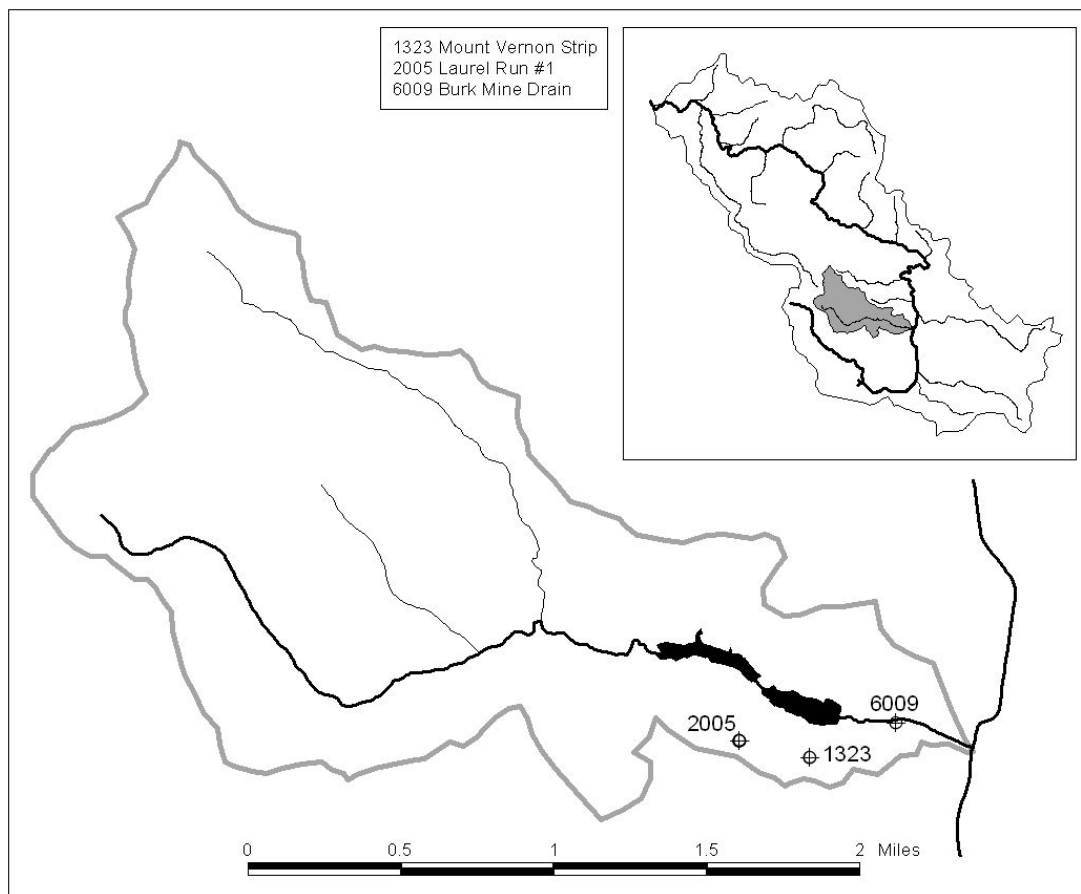 1323 Mount Vernon Strip
2005 Laurel Run #1
6009 Burk Mine Drain
6009
2005
1323
0 0.5 1 1.5 2 Miles